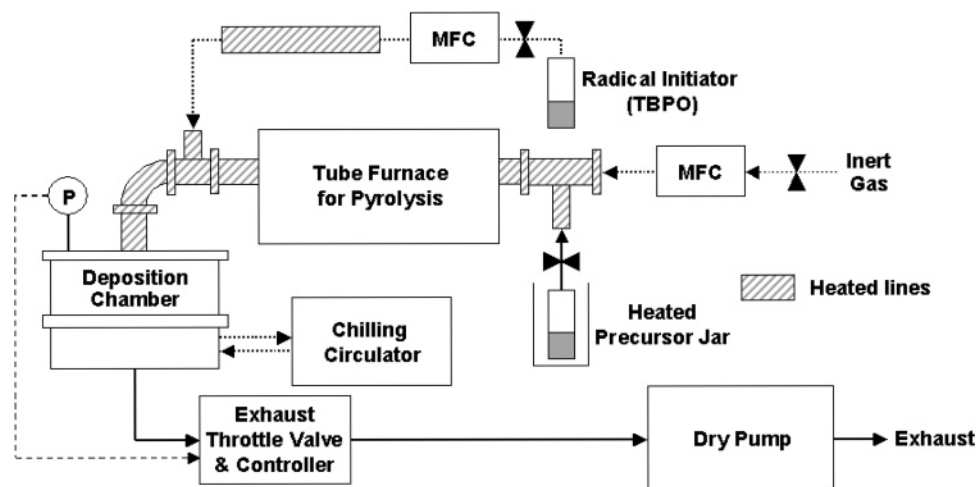 MFC
Radical Initiator
(TBPO)
Tube Furnace
for Pyrolysis
MFC
Inert
Gas
P
Deposition
Chamber
Heated lines
Heated
Precursor Jar
Chilling
Circulator
Exhaust
Throttle Valve
& Controller
Dry Pump
Exhaust